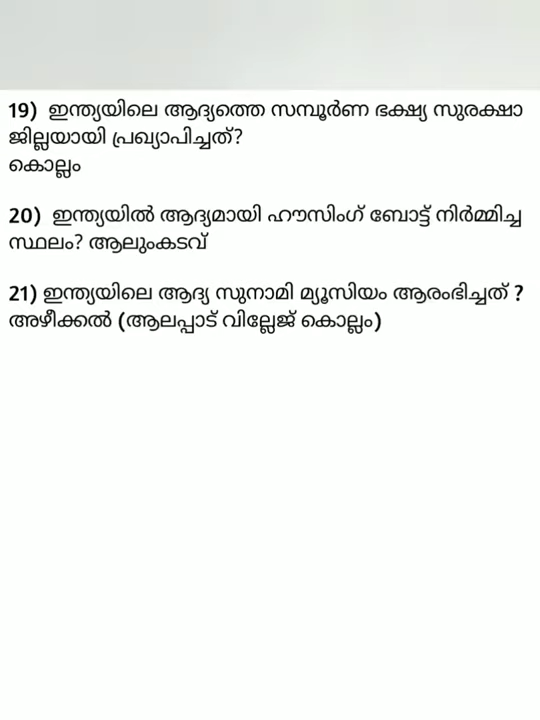 19) ഇന്ത്യയിലെ ആദ്യത്തെ സമ്പൂർണ ഭക്ഷ്യ സുരക്ഷാ
ജില്ലയായി പ്രഖ്യാപിച്ചത്?
കൊല്ലം
20) ഇന്ത്യയിൽ ആദ്യമായി ഹൗസിംഗ് ബോട്ട് നിർമ്മിച്ച
സ്ഥലം? ആലുംകടവ്
21) ഇന്ത്യയിലെ ആദ്യ സുനാമി മ്യൂസിയം ആരംഭിച്ചത് ?
അഴീക്കൽ (ആലപ്പാട് വില്ലേജ് കൊല്ലം)